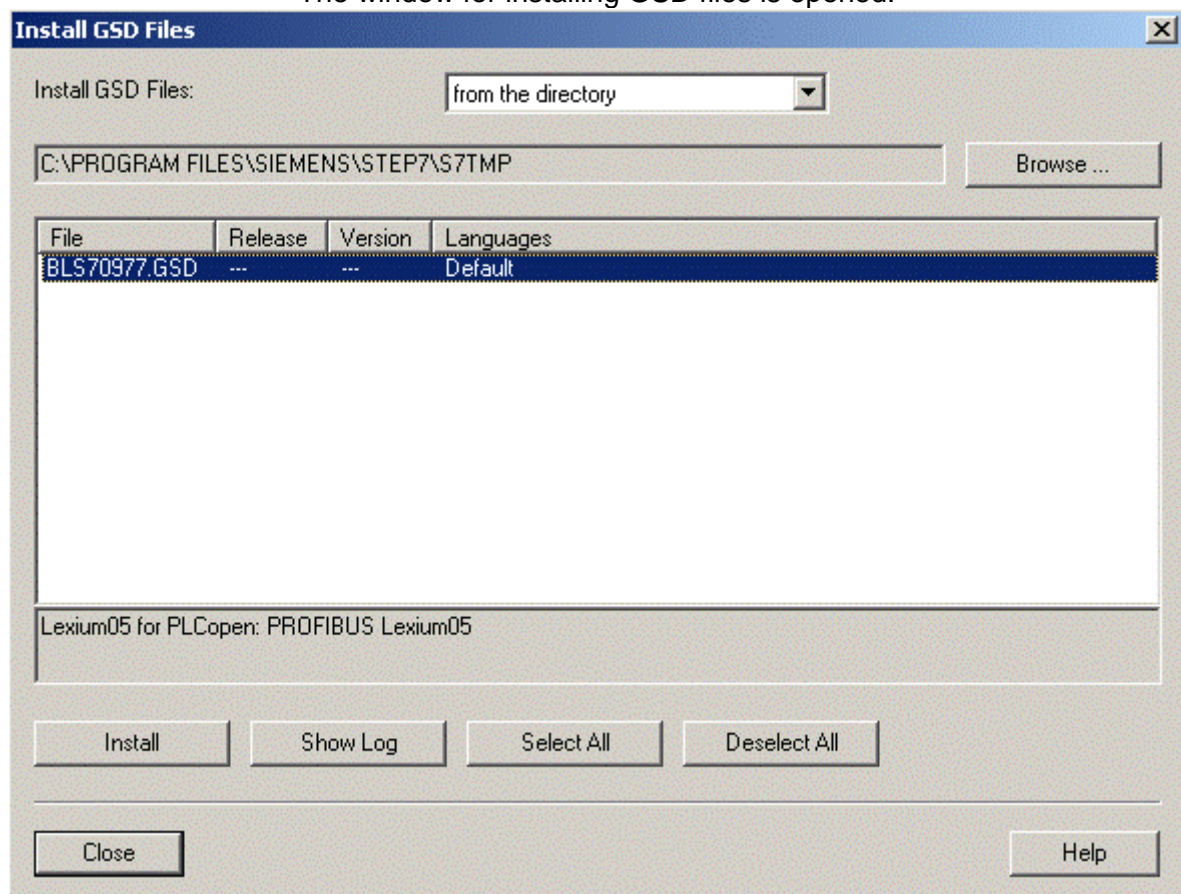 The window for installing GSD files is opened.
Install GSD Files
Install GSD Files: from the directory
C:\PROGRAM FILES\SIEMENS\STEP7\S7TMP Browse ...
File Release Version Languages
BLS70977.GSD --- --- Default
Lexium05 for PLCopen: PROFIBUS Lexium05
Install Show Log Select All Deselect All
Close Help